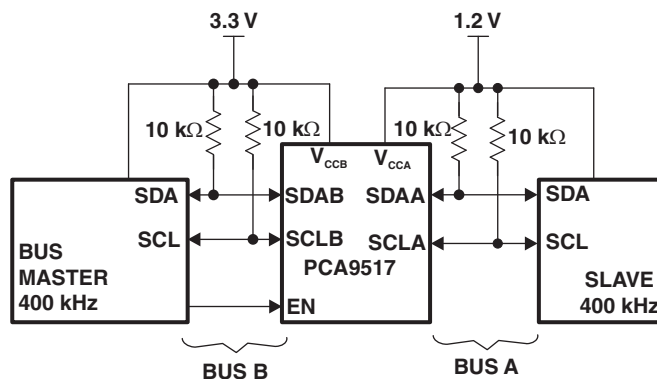 3.3 V
1.2 V
10 kΩ
10 kΩ
10 kΩ
10 kΩ
VCCB
VCCA
SDA
SDAB
SDAA
SDA
SCL
SCLB
SCLA
SCL
BUS
MASTER
400 kHz
PCA9517
EN
SLAVE
400 kHz
BUS B
BUS A